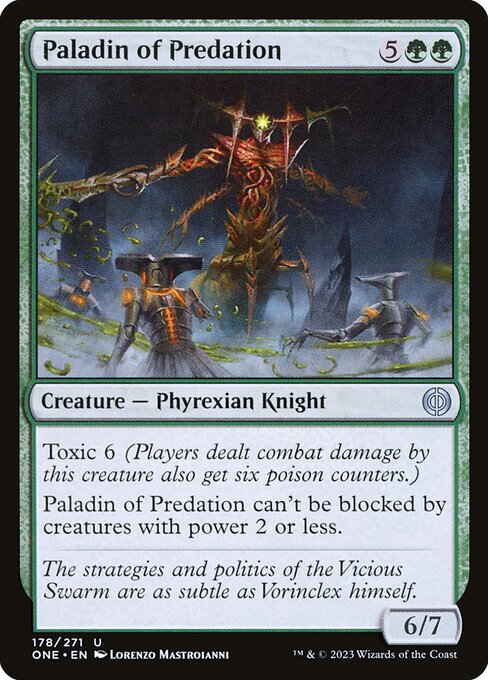 Paladin of Predation 5
Creature — Phyrexian Knight
Toxic 6 (Players dealt combat damage by
this creature also get six poison counters.)
Paladin of Predation can't be blocked by
creatures with power 2 or less.
The strategies and politics of the Vicious
Swarm are as subtle as Vorinclex himself.
6/7
178/271 U
ONE • EN Lorenzo Mastroianni
™ & © 2023 Wizards of the Coast